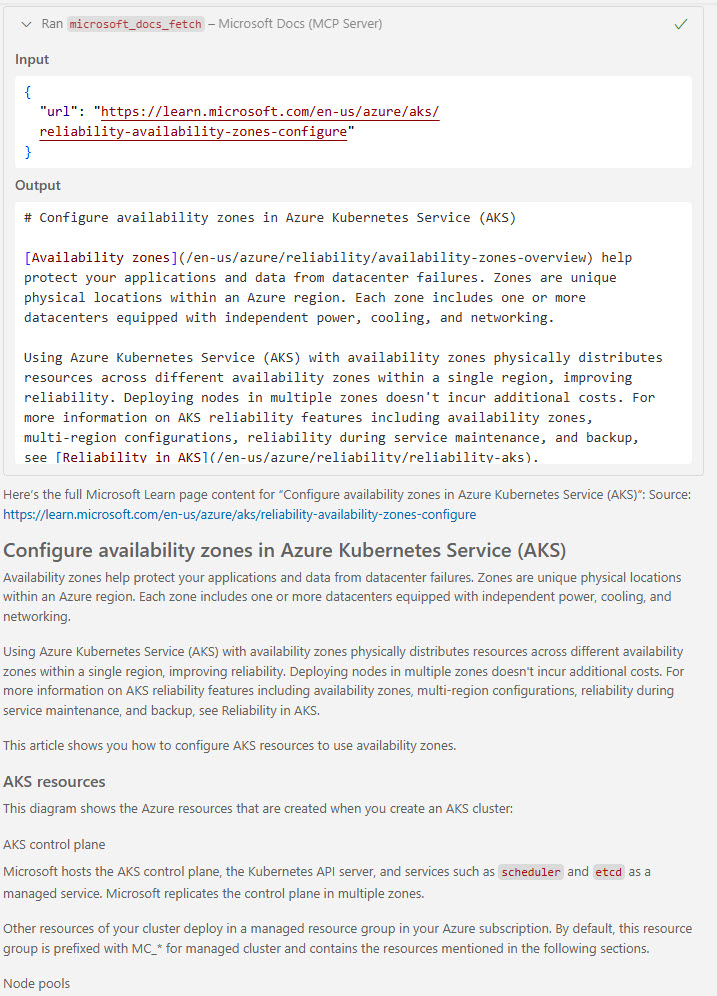 Ran microsoft_docs_fetch – Microsoft Docs (MCP Server)
Input
{
"url": "https://learn.microsoft.com/en-us/azure/aks/
reliability-availability-zones-configure"
}
Output
# Configure availability zones in Azure Kubernetes Service (AKS)
[Availability zones](/en-us/azure/reliability/availability-zones-overview) help
protect your applications and data from datacenter failures. Zones are unique
physical locations within an Azure region. Each zone includes one or more
datacenters equipped with independent power, cooling, and networking.
Using Azure Kubernetes Service (AKS) with availability zones physically distributes
resources across different availability zones within a single region, improving
reliability. Deploying nodes in multiple zones doesn't incur additional costs. For
more information on AKS reliability features including availability zones,
multi-region configurations, reliability during service maintenance, and backup,
see [Reliability in AKS](/en-us/azure/reliability/reliability-aks).
Here's the full Microsoft Learn page content for "Configure availability zones in Azure Kubernetes Service (AKS)": Source:
https://learn.microsoft.com/en-us/azure/aks/reliability-availability-zones-configure
Configure availability zones in Azure Kubernetes Service (AKS)
Availability zones help protect your applications and data from datacenter failures. Zones are unique physical locations
within an Azure region. Each zone includes one or more datacenters equipped with independent power, cooling, and
networking.
Using Azure Kubernetes Service (AKS) with availability zones physically distributes resources across different availability
zones within a single region, improving reliability. Deploying nodes in multiple zones doesn't incur additional costs. For
more information on AKS reliability features including availability zones, multi-region configurations, reliability during
service maintenance, and backup, see Reliability in AKS.
This article shows you how to configure AKS resources to use availability zones.
AKS resources
This diagram shows the Azure resources that are created when you create an AKS cluster:
AKS control plane
Microsoft hosts the AKS control plane, the Kubernetes API server, and services such as scheduler and etcd as a
managed service. Microsoft replicates the control plane in multiple zones.
Other resources of your cluster deploy in a managed resource group in your Azure subscription. By default, this resource
group is prefixed with MC_* for managed cluster and contains the resources mentioned in the following sections.
Node pools